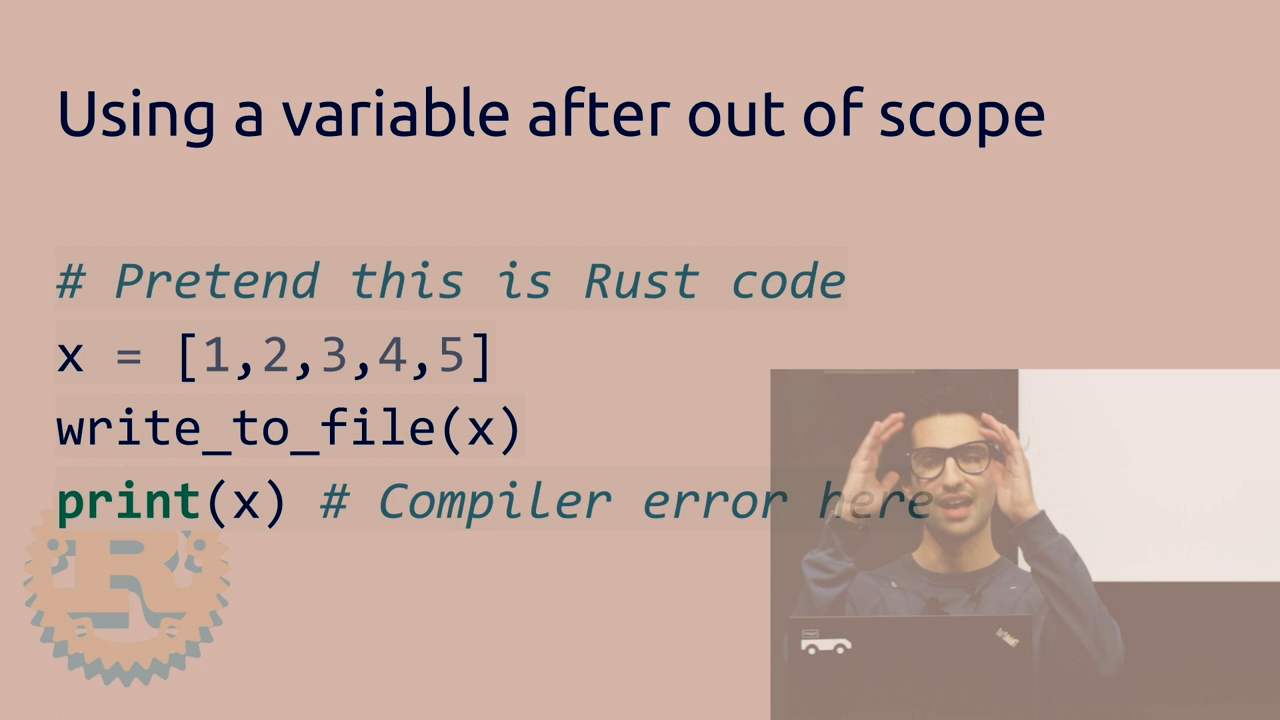 Using a variable after out of scope
# Pretend this is Rust code
x = [1,2,3,4,5]
write_to_file(x)
print(x) # Compiler error here
R